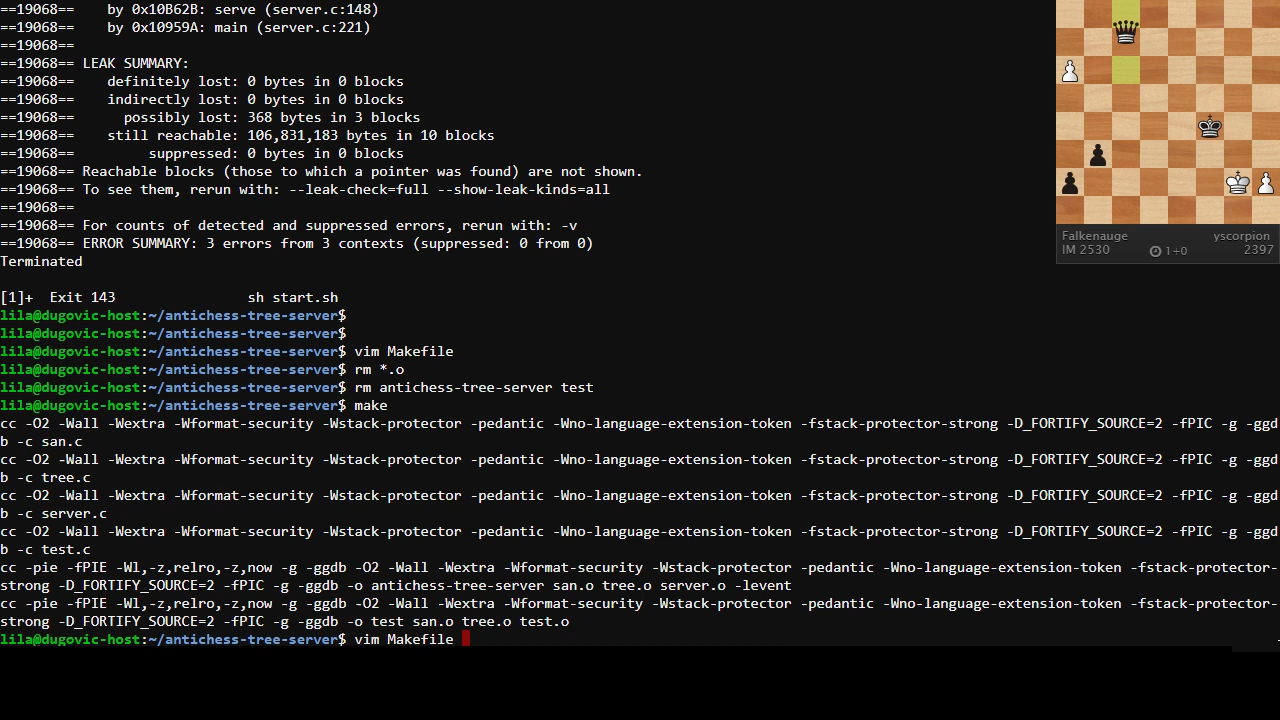 ==19068==    by 0x10B62B: serve (server.c:148)
==19068==    by 0x10959A: main (server.c:221)
==19068==
==19068== LEAK SUMMARY:
==19068==    definitely lost: 0 bytes in 0 blocks
==19068==    indirectly lost: 0 bytes in 0 blocks
==19068==      possibly lost: 368 bytes in 3 blocks
==19068==    still reachable: 106,831,183 bytes in 10 blocks
==19068==         suppressed: 0 bytes in 0 blocks
==19068== Reachable blocks (those to which a pointer was found) are not shown.
==19068== To see them, rerun with: --leak-check=full --show-leak-kinds=all
==19068==
==19068== For counts of detected and suppressed errors, rerun with: -v
==19068== ERROR SUMMARY: 3 errors from 3 contexts (suppressed: 0 from 0)
Terminated
[1]+  Exit 143                sh start.sh
lila@dugovic-host:~/antichess-tree-server$
lila@dugovic-host:~/antichess-tree-server$
lila@dugovic-host:~/antichess-tree-server$ vim Makefile
lila@dugovic-host:~/antichess-tree-server$ rm *.o
lila@dugovic-host:~/antichess-tree-server$ rm antichess-tree-server test
lila@dugovic-host:~/antichess-tree-server$ make
cc -O2 -Wall -Wextra -Wformat-security -Wstack-protector -pedantic -Wno-language-extension-token -fstack-protector-strong -D_FORTIFY_SOURCE=2 -fPIC -g -ggd
b -c san.c
cc -O2 -Wall -Wextra -Wformat-security -Wstack-protector -pedantic -Wno-language-extension-token -fstack-protector-strong -D_FORTIFY_SOURCE=2 -fPIC -g -ggd
b -c tree.c
cc -O2 -Wall -Wextra -Wformat-security -Wstack-protector -pedantic -Wno-language-extension-token -fstack-protector-strong -D_FORTIFY_SOURCE=2 -fPIC -g -ggd
b -c server.c
cc -O2 -Wall -Wextra -Wformat-security -Wstack-protector -pedantic -Wno-language-extension-token -fstack-protector-strong -D_FORTIFY_SOURCE=2 -fPIC -g -ggd
b -c test.c
cc -pie -fPIE -Wl,-z,relro,-z,now -g -ggdb -O2 -Wall -Wextra -Wformat-security -Wstack-protector -pedantic -Wno-language-extension-token -fstack-protector-
strong -D_FORTIFY_SOURCE=2 -fPIC -g -ggdb -o antichess-tree-server san.o tree.o server.o -levent
cc -pie -fPIE -Wl,-z,relro,-z,now -g -ggdb -O2 -Wall -Wextra -Wformat-security -Wstack-protector -pedantic -Wno-language-extension-token -fstack-protector-
strong -D_FORTIFY_SOURCE=2 -fPIC -g -ggdb -o test san.o tree.o test.o
lila@dugovic-host:~/antichess-tree-server$ vim Makefile
Falkenauge yscorpion
IM 2530 1+0 2397